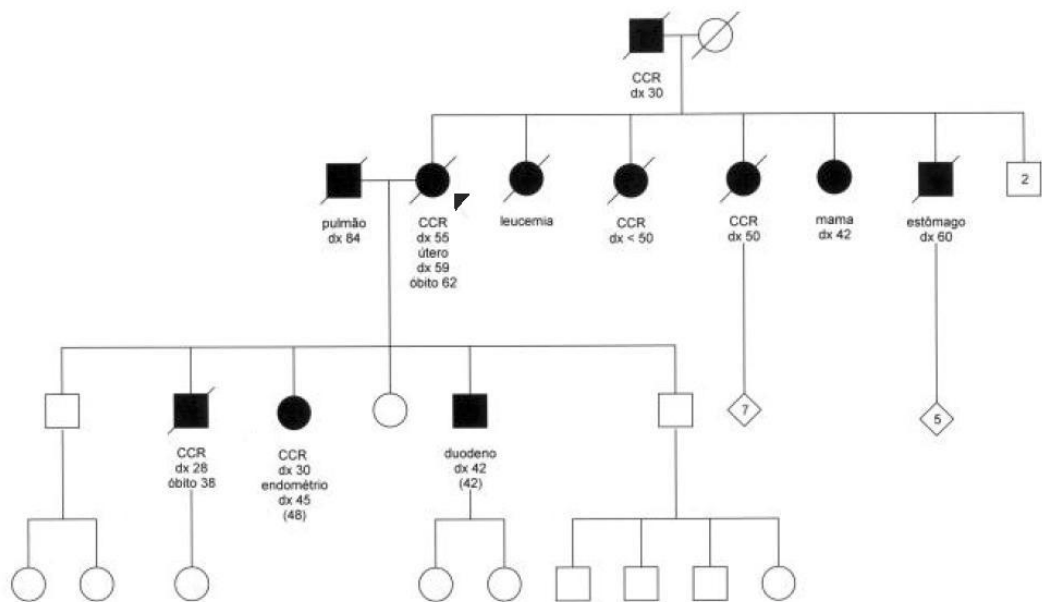 CCR
dx 30
2
pulmão
dx 84
CCR
dx 55
útero
dx 59
óbito 62
leucemia
CCR
dx < 50
CCR
dx 50
mama
dx 42
estômago
dx 60
7
5
CCR
dx 28
óbito 38
CCR
dx 30
endométrio
dx 45
(48)
duodeno
dx 42
(42)